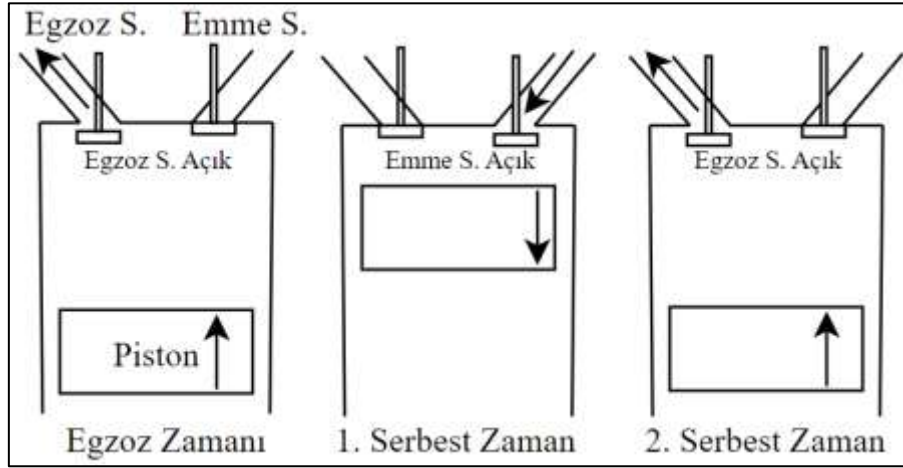 Egzoz S. Emme S.
Egzoz S. Açık
Emme S. Açık
Egzoz S. Açık
Piston
Egzoz Zamanı
1. Serbest Zaman
2. Serbest Zaman